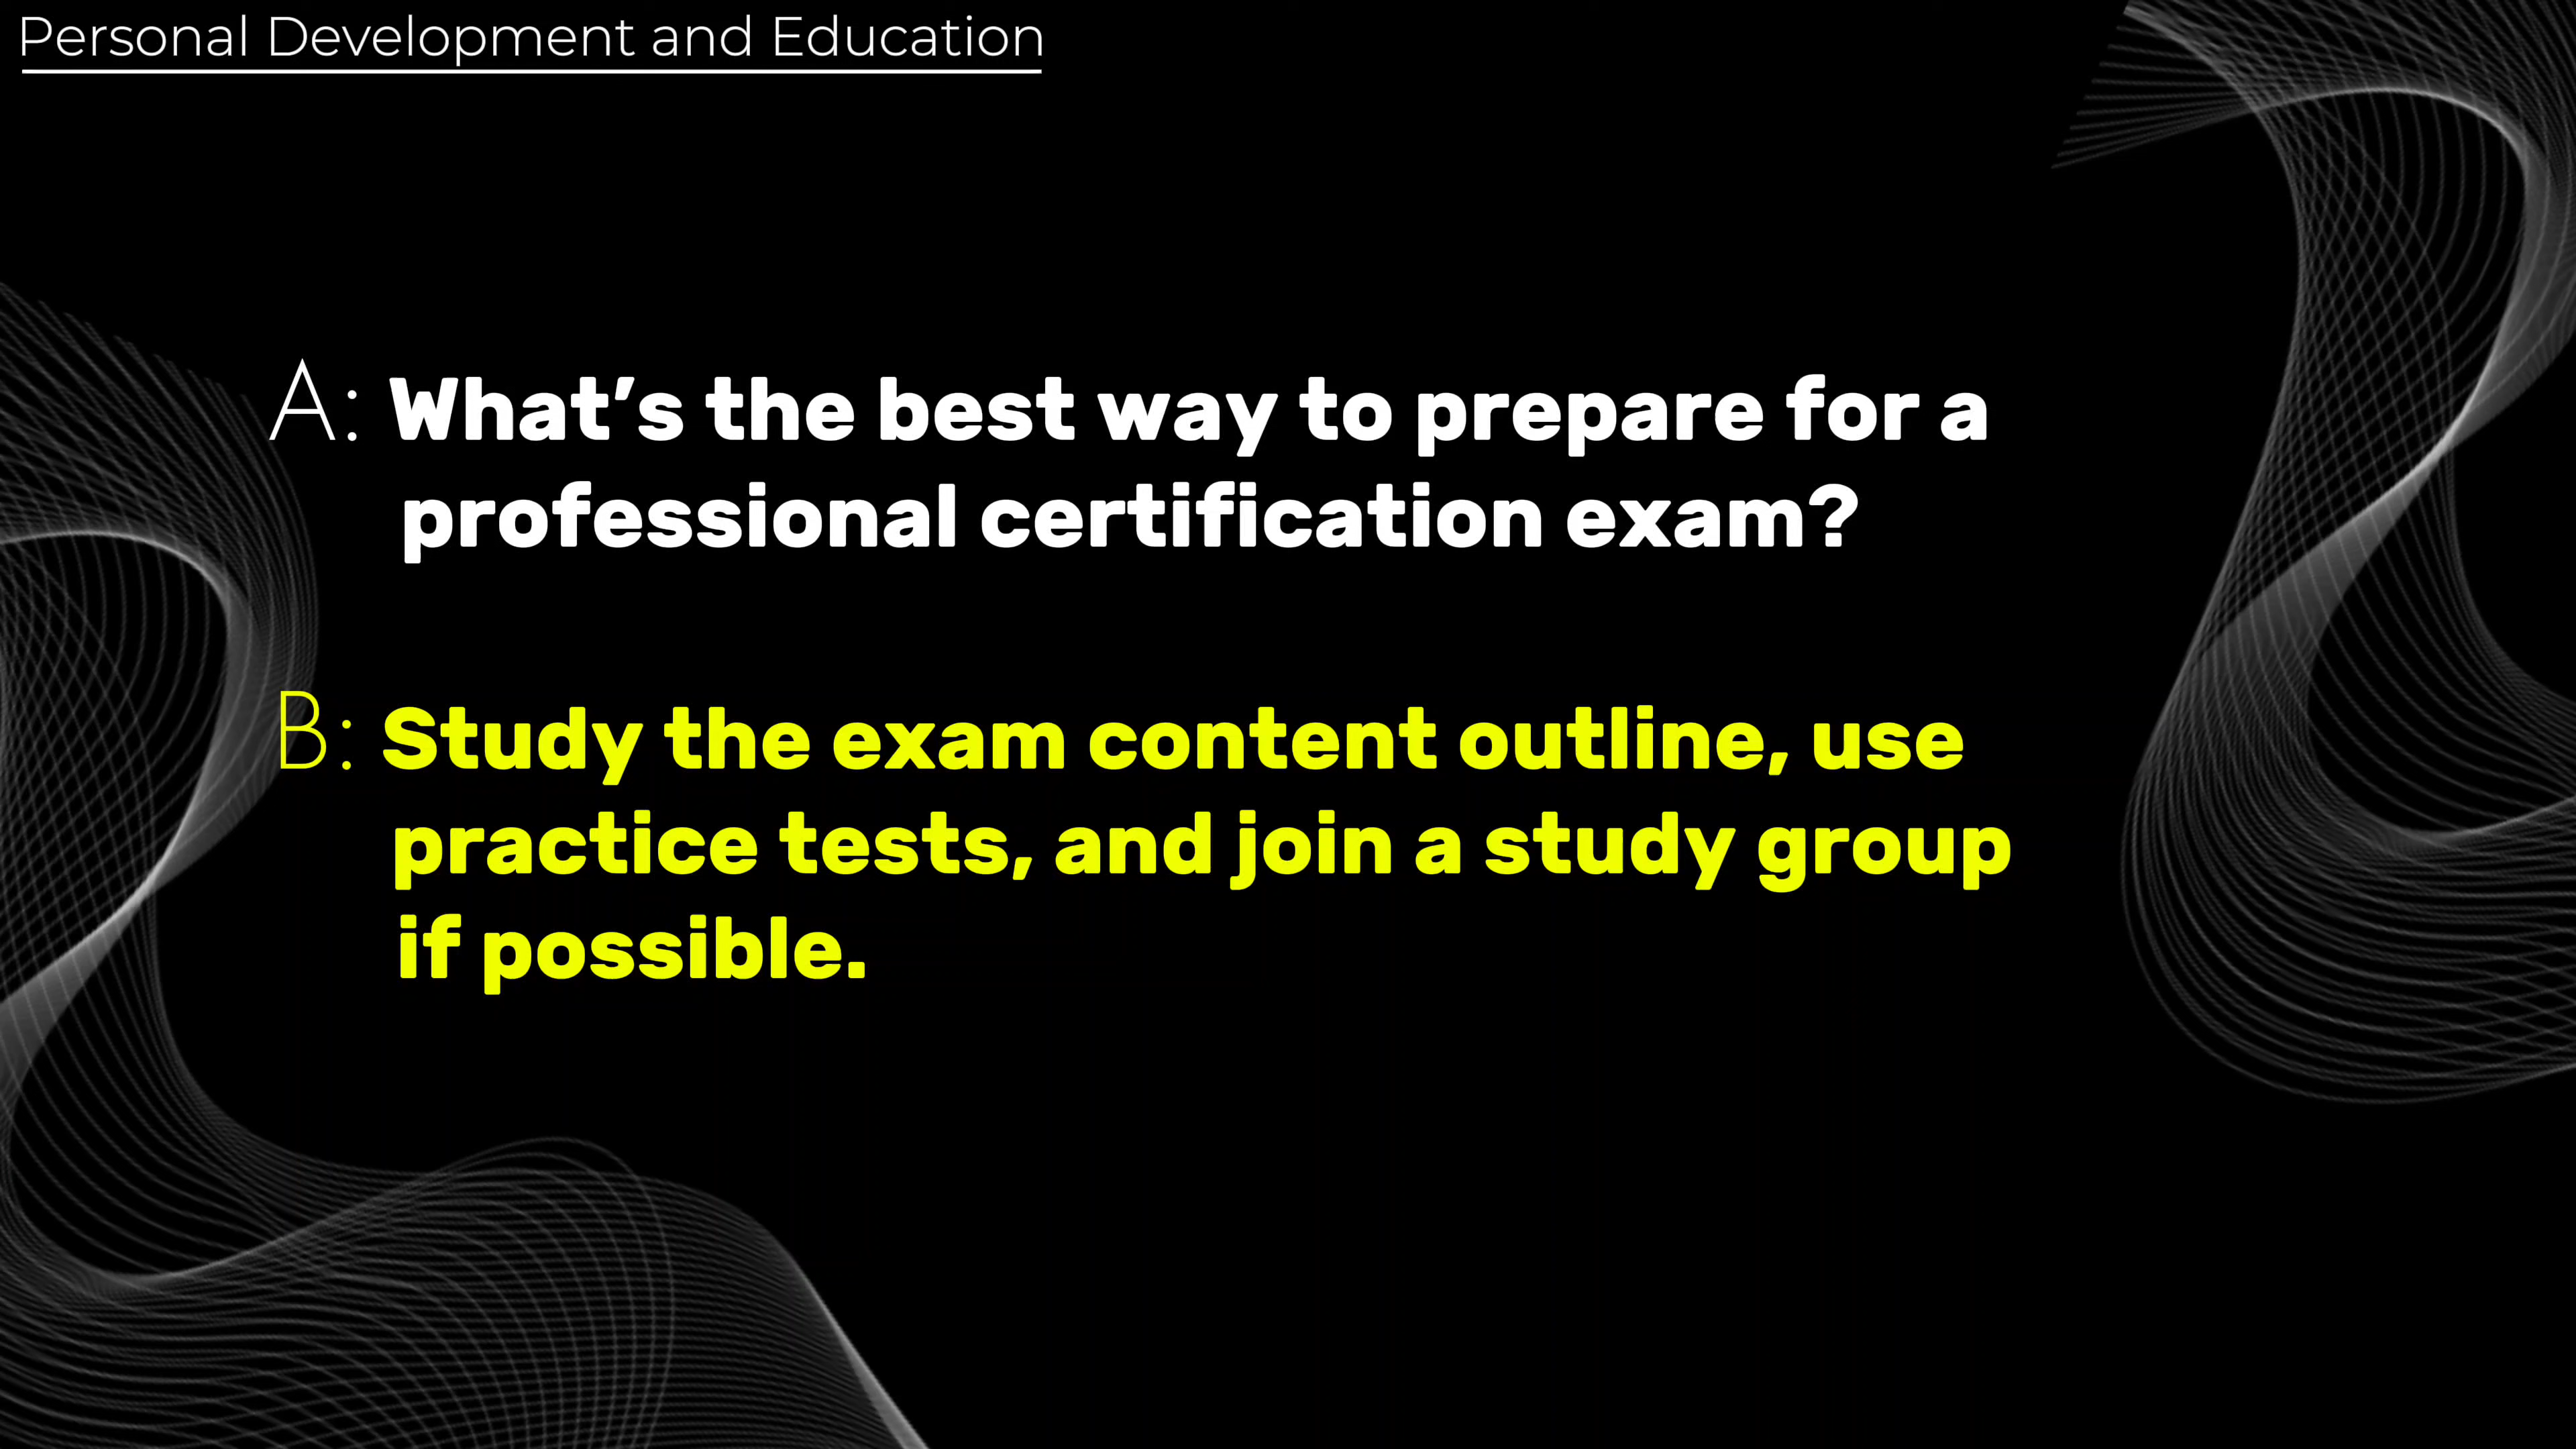 Personal Development and Education
A: What’s the best way to prepare for a
professional certification exam?
B: Study the exam content outline, use
practice tests, and join a study group
if possible.